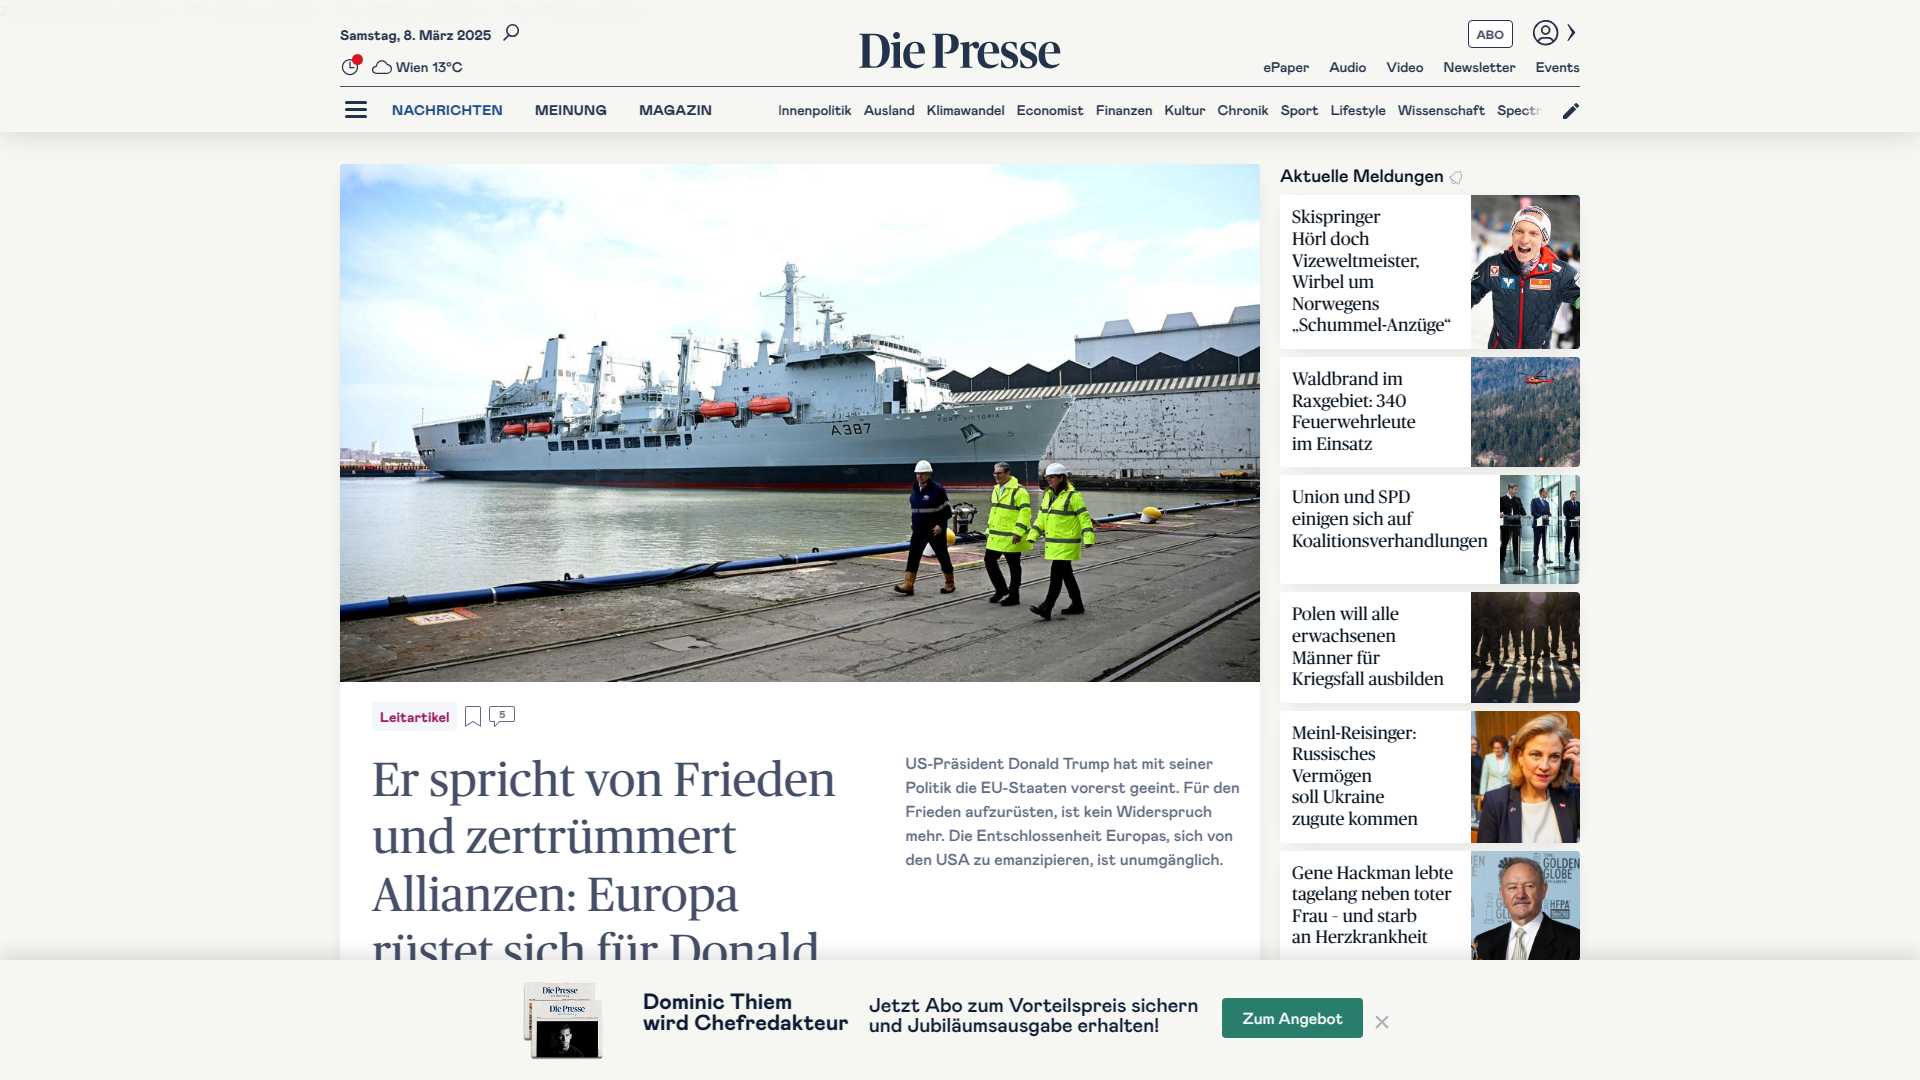 Samstag, 8. März 2025
Die Presse
ABO
Wien 13°C
ePaper Audio Video Newsletter Events
NACHRICHTEN MEINUNG MAGAZIN
Innenpolitik Ausland Klimawandel Economist Finanzen Kultur Chronik Sport Lifestyle Wissenschaft Spectr
A387
FORT VICTORIA
Leitartikel
5
Er spricht von Frieden
und zertrümmert
Allianzen: Europa
rüstet sich für Donald
US-Präsident Donald Trump hat mit seiner
Politik die EU-Staaten vorerst geeint. Für den
Frieden aufzurüsten, ist kein Widerspruch
mehr. Die Entschlossenheit Europas, sich von
den USA zu emanzipieren, ist unumgänglich.
Aktuelle Meldungen
Skispringer
Hörl doch
Vizeweltmeister,
Wirbel um
Norwegens
„Schummel-Anzüge“
Waldbrand im
Raxgebiet: 340
Feuerwehrleute
im Einsatz
Union und SPD
einigen sich auf
Koalitionsverhandlungen
Polen will alle
erwachsenen
Männer für
Kriegsfall ausbilden
Meinl-Reisinger:
Russisches
Vermögen
soll Ukraine
zugute kommen
Gene Hackman lebte
tagelang neben toter
Frau – und starb
an Herzkrankheit
GOLDEN
GLOBE
HFPA
Die Presse
Die Presse
Dominic Thiem
wird Chefredakteur
Jetzt Abo zum Vorteilspreis sichern
und Jubiläumsausgabe erhalten!
Zum Angebot